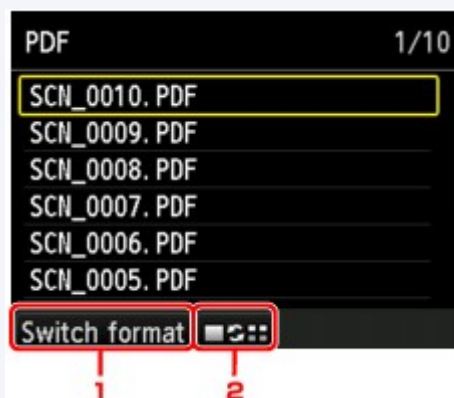 PDF 1/10
SCN_0010.PDF
SCN_0009.PDF
SCN_0008.PDF
SCN_0007.PDF
SCN_0006.PDF
SCN_0005.PDF
Switch format
1 2